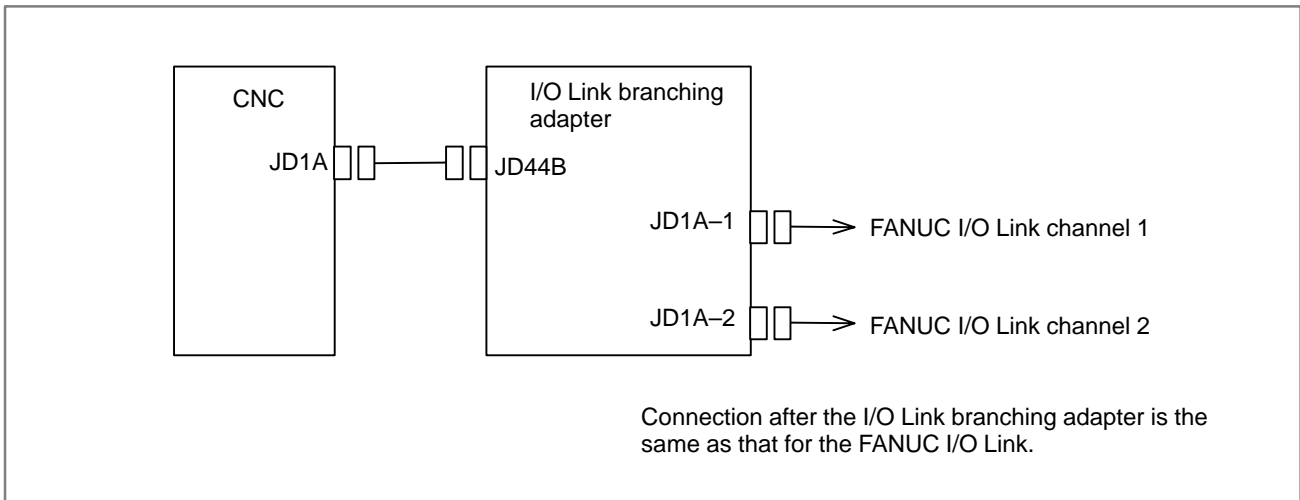 CNC
I/O Link branching
adapter
JD1A
JD44B
JD1A–1
FANUC I/O Link channel 1
JD1A–2
FANUC I/O Link channel 2
Connection after the I/O Link branching adapter is the
same as that for the FANUC I/O Link.